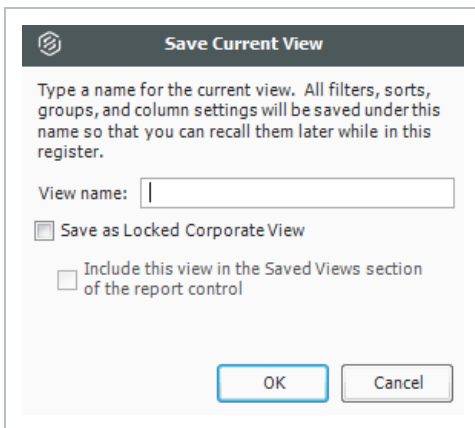 Save Current View
Type a name for the current view. All filters, sorts,
groups, and column settings will be saved under this
name so that you can recall them later while in this
register.
View name:
Save as Locked Corporate View
Include this view in the Saved Views section
of the report control
OK Cancel